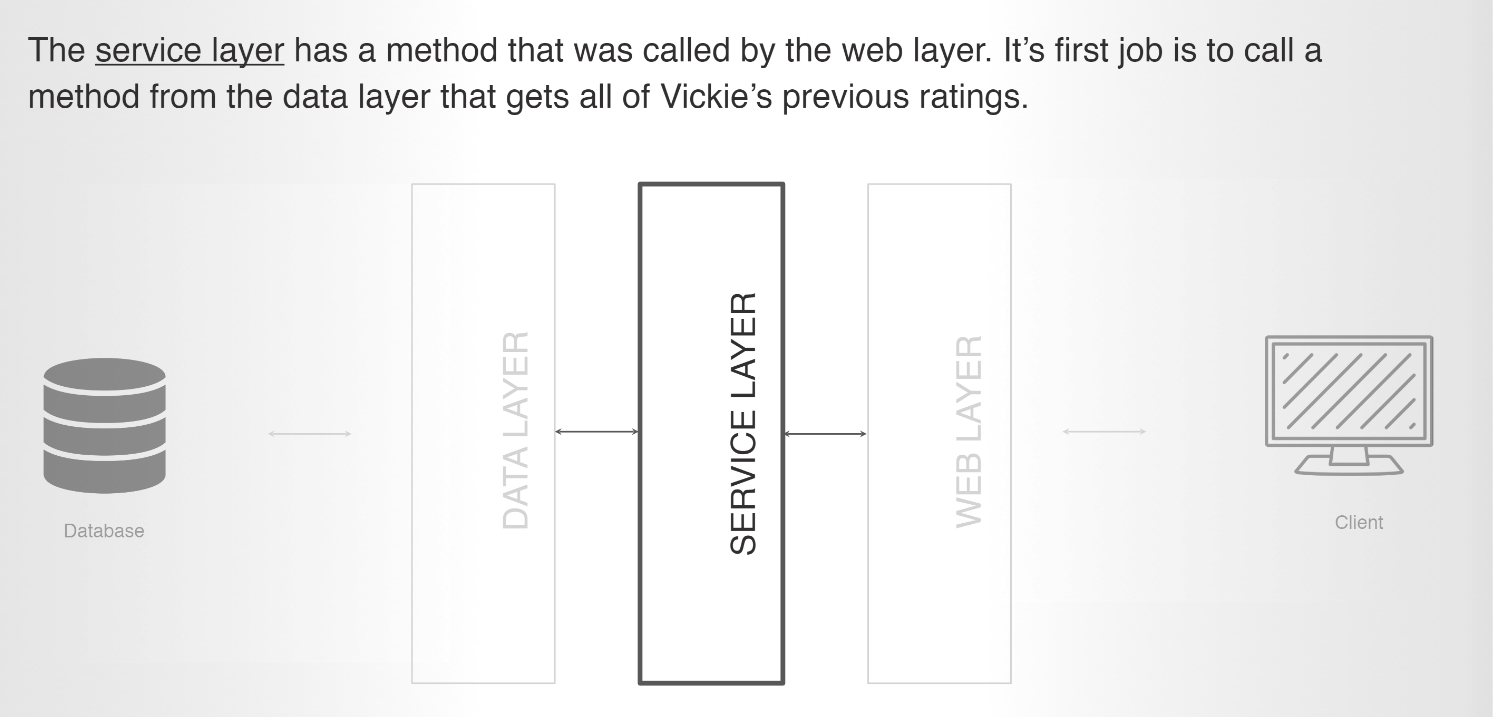 The service layer has a method that was called by the web layer. It’s first job is to call a
method from the data layer that gets all of Vickie’s previous ratings.
DATA LAYER
SERVICE LAYER
WEB LAYER
Database
Client